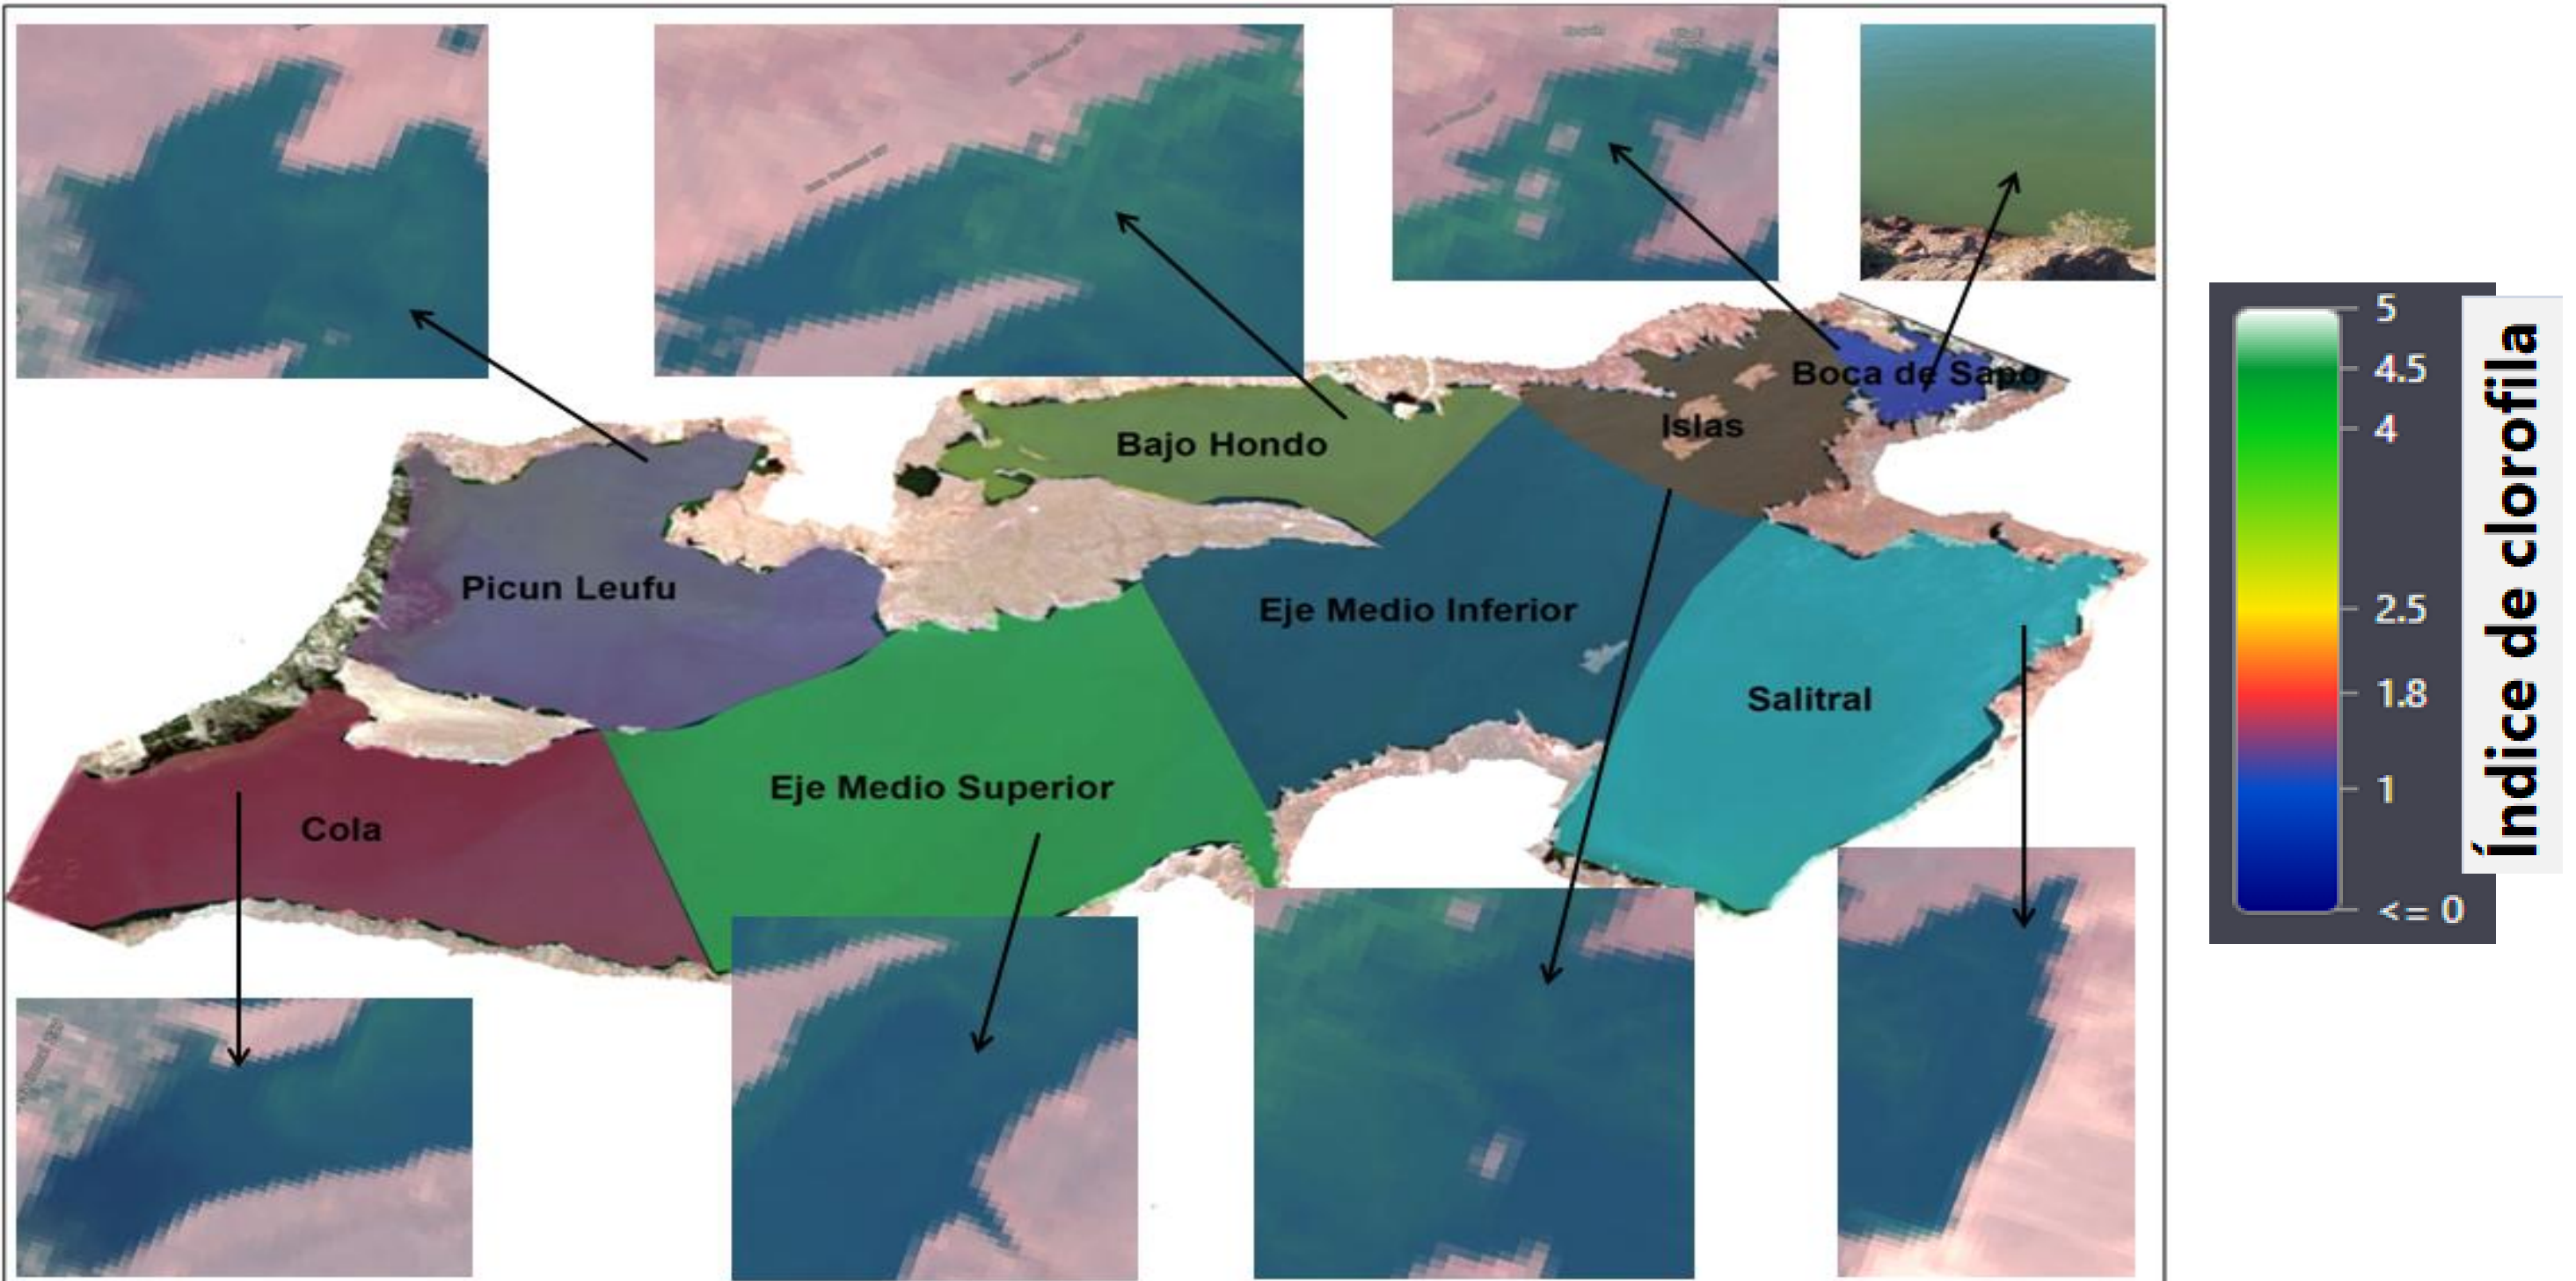 Boca de Sapo
Islas
Bajo Hondo
Picun Leufu
Eje Medio Inferior
Salitral
Eje Medio Superior
Cola
5
4.5
4
2.5
1.8
1
<= 0
Índice de clorofila